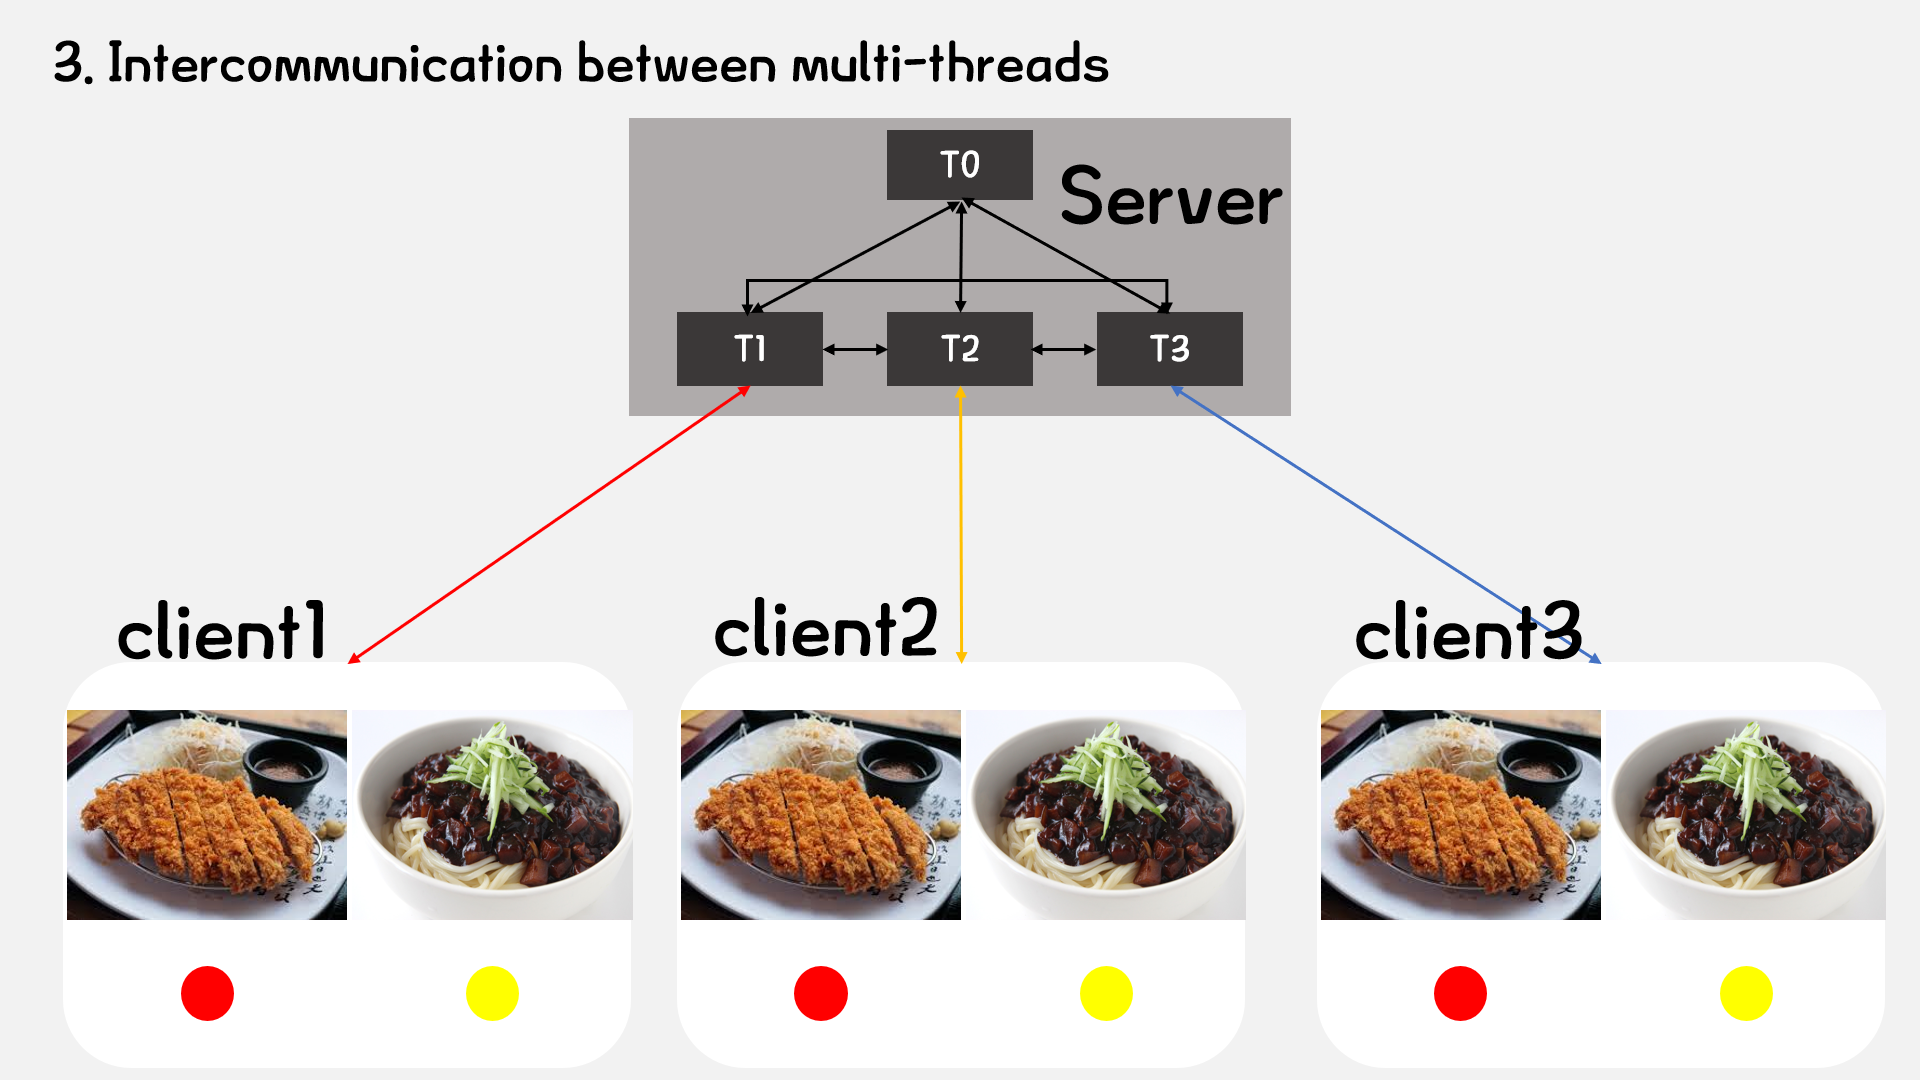 3. Intercommunication between multi-threads
T0
Server
T1
T2
T3
client1
client2
client3